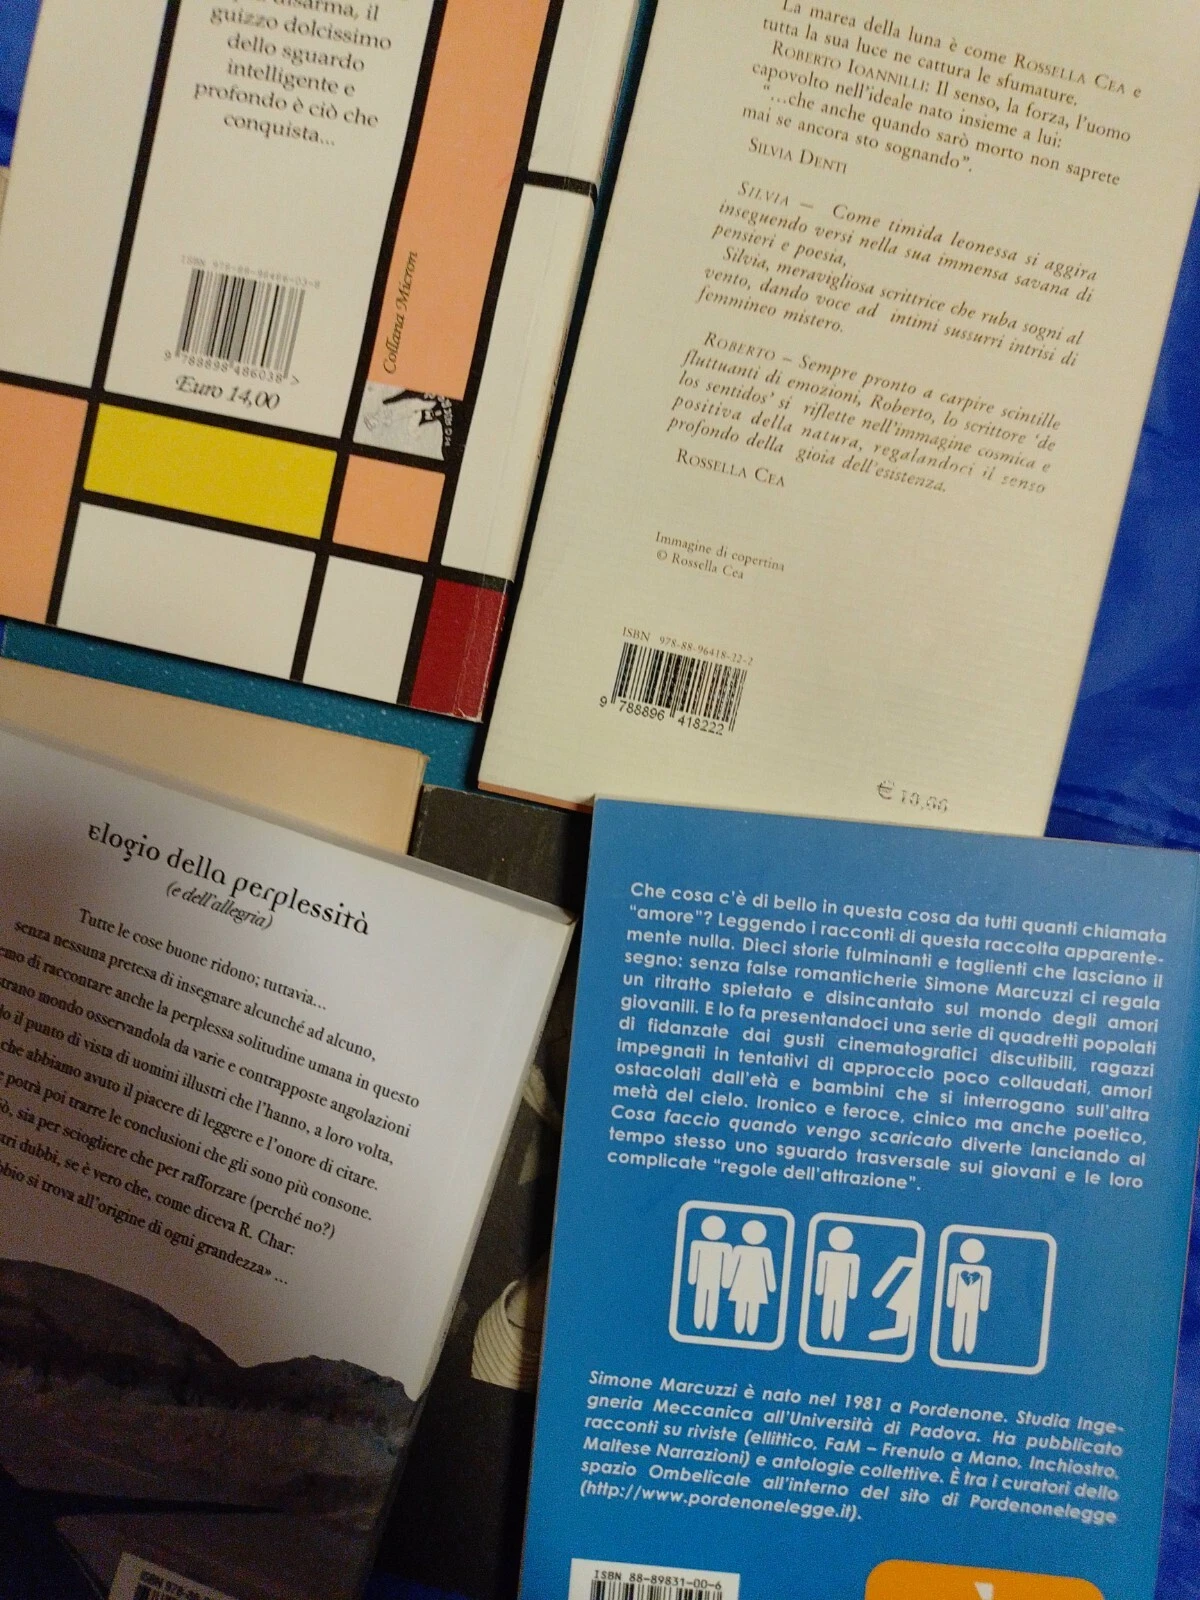 disarma, il
guizzo dolcissimo
dello sguardo
intelligente e
profondo è ciò che
conquista...
ISBN 978-88-98486-03-8
9 788898 486038 >
Euro 14,00
Collana Micron
La marea della luna è come ROSSELLA CEA e
tutta la sua luce ne cattura le sfumature.
ROBERTO IOANNILLI: Il senso, la forza, l'uomo
capovolto nell'ideale nato insieme a lui:
"...che anche quando sarò morto non saprete
mai se ancora sto sognando".
SILVIA DENTI
SILVIA – Come timida leonessa si aggira
inseguendo versi nella sua immensa savana di
pensieri e poesia,
Silvia, meravigliosa scrittrice che ruba sogni al
vento, dando voce ad intimi sussurri intrisi di
femmineo mistero.
ROBERTO – Sempre pronto a carpire scintille
fluttuanti di emozioni, Roberto, lo scrittore 'de
los sentidos' si riflette nell'immagine cosmica e
positiva della natura, regalandoci il senso
profondo della gioia dell'esistenza.
ROSSELLA CEA
Immagine di copertina
© Rossella Cea
ISBN 978-88-96418-22-2
9 788896 418222
€ 10,00
elogio della perplessità
(e dell'allegria)
Tutte le cose buone ridono; tuttavia...
senza nessuna pretesa di insegnare alcunché ad alcuno,
di raccontare anche la perplessa solitudine umana in questo
mondo osservandola da varie e contrapposte angolazioni
il punto di vista di uomini illustri che l'hanno, a loro volta,
che abbiamo avuto il piacere di leggere e l'onore di citare.
potrà poi trarre le conclusioni che gli sono più consone.
sia per sciogliere che per rafforzare (perché no?)
dubbi, se è vero che, come diceva R. Char:
si trova all'origine di ogni grandezza» ...
ISBN 978-88
Che cosa c'è di bello in questa cosa da tutti quanti chiamata
"amore"? Leggendo i racconti di questa raccolta apparente-
mente nulla. Dieci storie fulminanti e taglienti che lasciano il
segno: senza false romanticherie Simone Marcuzzi ci regala
un ritratto spietato e disincantato sul mondo degli amori
giovanili. E lo fa presentandoci una serie di quadretti popolati
di fidanzate dai gusti cinematografici discutibili, ragazzi
impegnati in tentativi di approccio poco collaudati, amori
ostacolati dall'età e bambini che si interrogano sull'altra
metà del cielo. Ironico e feroce, cinico ma anche poetico,
Cosa faccio quando vengo scaricato diverte lanciando al
tempo stesso uno sguardo trasversale sui giovani e le loro
complicate "regole dell'attrazione".
Simone Marcuzzi è nato nel 1981 a Pordenone. Studia Inge-
gneria Meccanica all'Università di Padova. Ha pubblicato
racconti su riviste (ellittico, FaM – Frenulo a Mano, Inchiostro,
Maltese Narrazioni) e antologie collettive. È tra i curatori dello
spazio Ombelicale all'interno del sito di Pordenonelegge
(http://www.pordenonelegge.it).
ISBN 88-89831-00-6